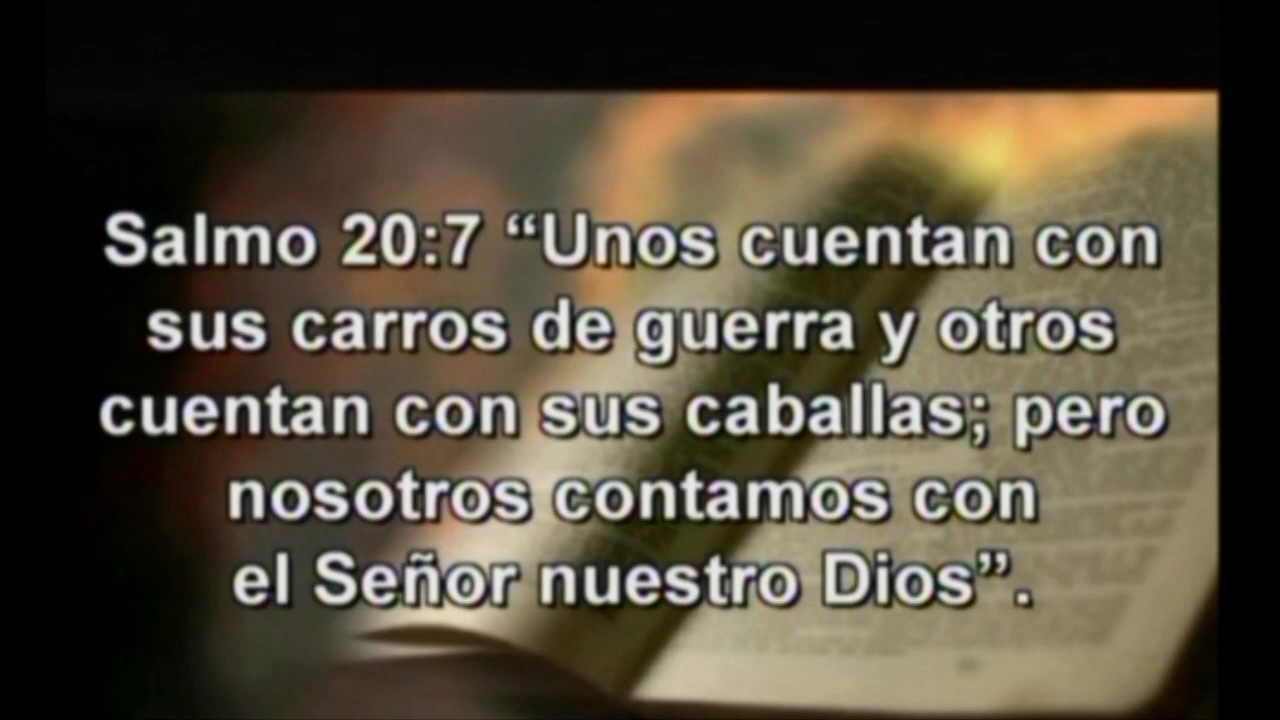 Salmo 20:7 “Unos cuentan con
sus carros de guerra y otros
cuentan con sus caballas; pero
nosotros contamos con
el Señor nuestro Dios”.